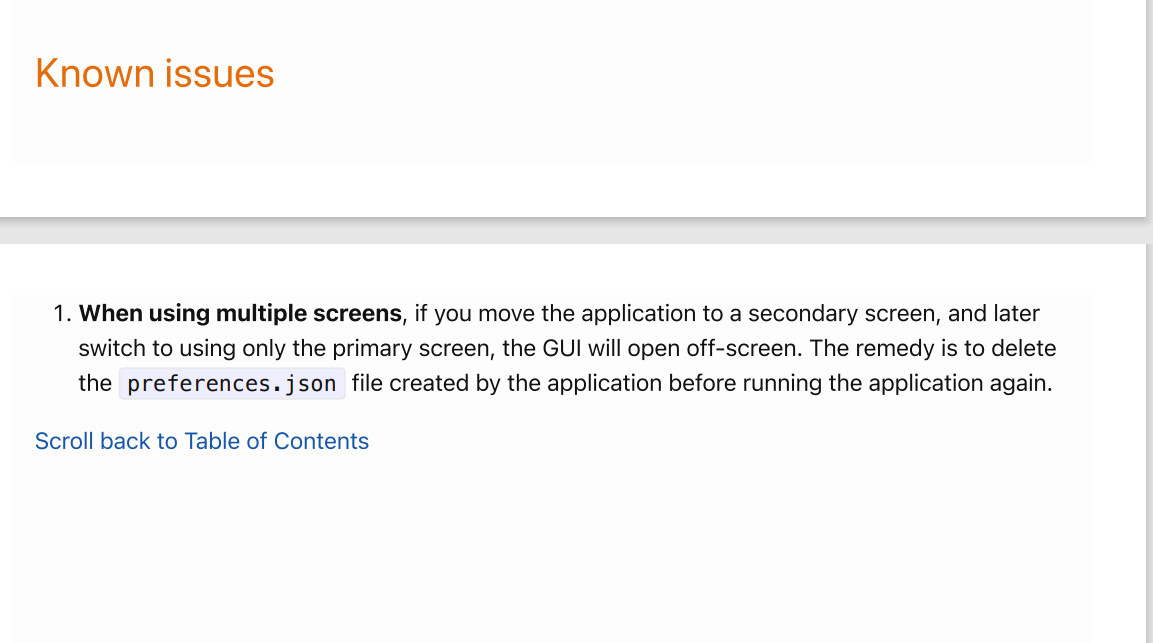 Known issues
1. When using multiple screens, if you move the application to a secondary screen, and later
switch to using only the primary screen, the GUI will open off-screen. The remedy is to delete
the preferences.json file created by the application before running the application again.
Scroll back to Table of Contents